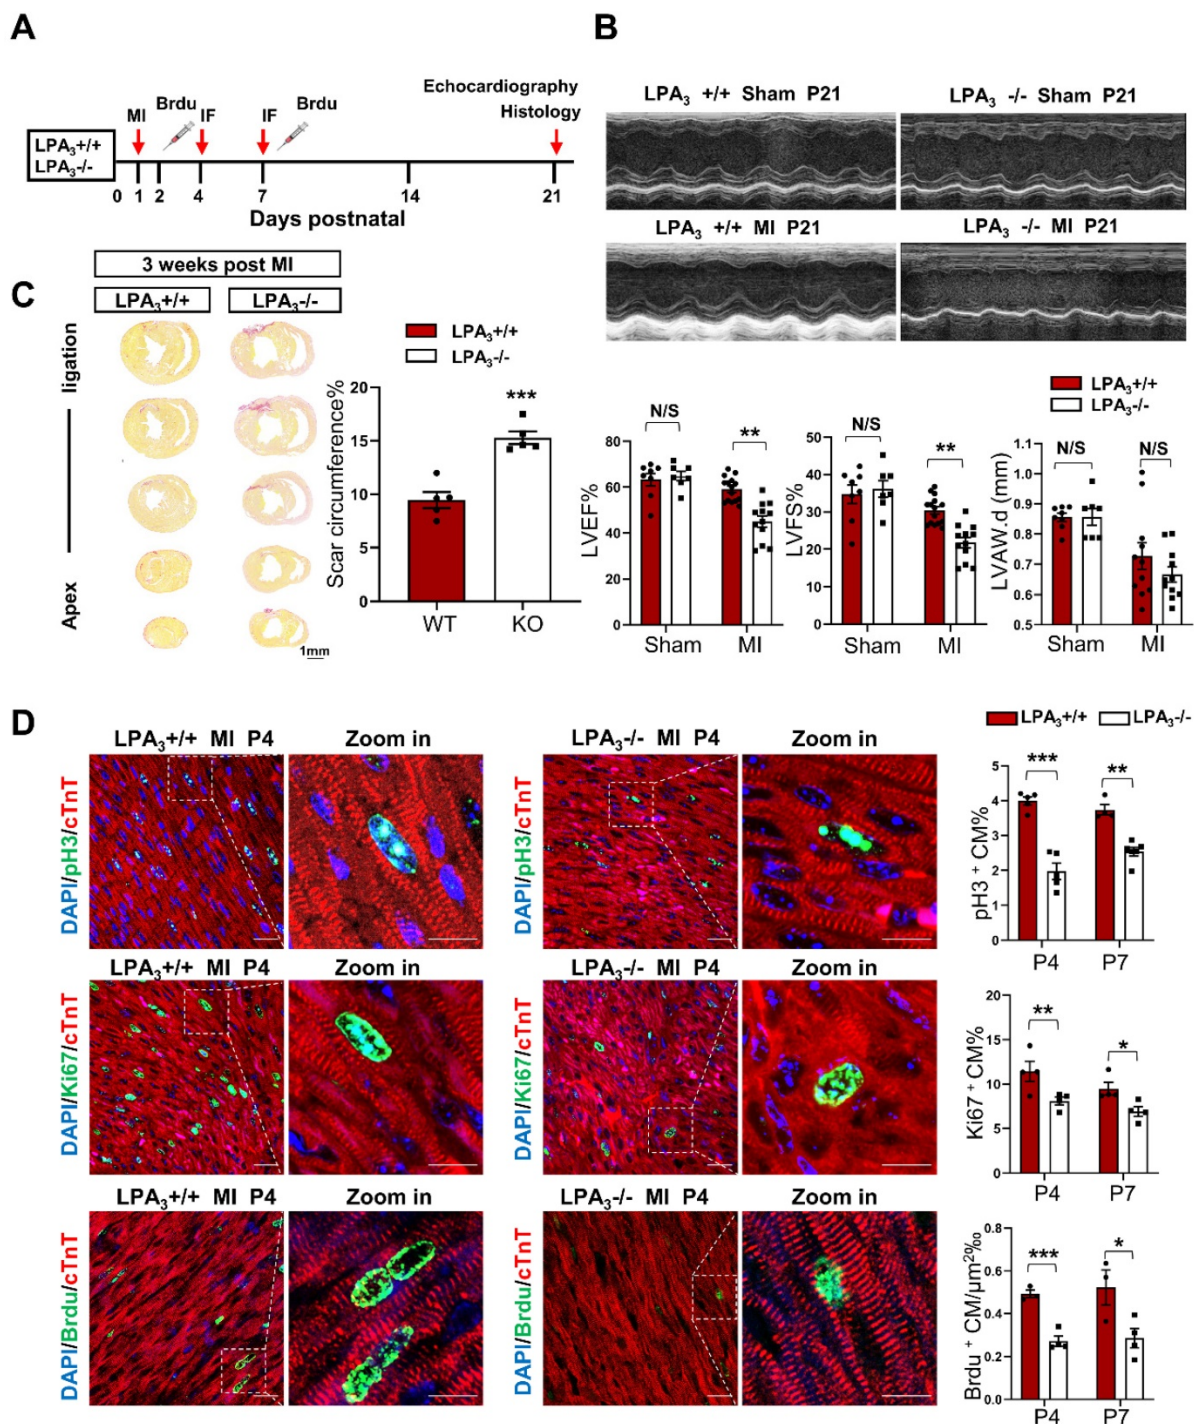 A
Echocardiography
Histology
MI
Brdu
IF
IF
Brdu
LPA₃+/+
LPA₃-/-
0 1 2 4 7 14 21
Days postnatal
B
LPA₃ +/+ Sham P21
LPA₃ -/- Sham P21
LPA₃ +/+ MI P21
LPA₃ -/- MI P21
LPA₃+/+
LPA₃-/-
N/S
**
LVEF%
80
60
40
20
0
Sham MI
N/S
**
LVFS%
50
40
30
20
10
0
Sham MI
N/S
N/S
LVAW.d (mm)
1.1
1.0
0.9
0.8
0.7
0.6
0.5
Sham MI
C
3 weeks post MI
LPA₃+/+
LPA₃-/-
ligation
Apex
1mm
LPA₃+/+
LPA₃-/-
***
Scar circumference%
20
15
10
5
0
WT KO
D
LPA₃+/+ MI P4
Zoom in
LPA₃-/- MI P4
Zoom in
DAPI/pH3/cTnT
DAPI/pH3/cTnT
LPA₃+/+ MI P4
Zoom in
LPA₃-/- MI P4
Zoom in
DAPI/Ki67/cTnT
DAPI/Ki67/cTnT
LPA₃+/+ MI P4
Zoom in
LPA₃-/- MI P4
Zoom in
DAPI/Brdu/cTnT
DAPI/Brdu/cTnT
LPA₃+/+
LPA₃-/-
***
**
pH3⁺ CM%
5
4
3
2
1
0
P4 P7
**
*
Ki67⁺ CM%
20
15
10
5
0
P4 P7
***
*
Brdu⁺ CM/μm²‰
0.8
0.6
0.4
0.2
0.0
P4 P7